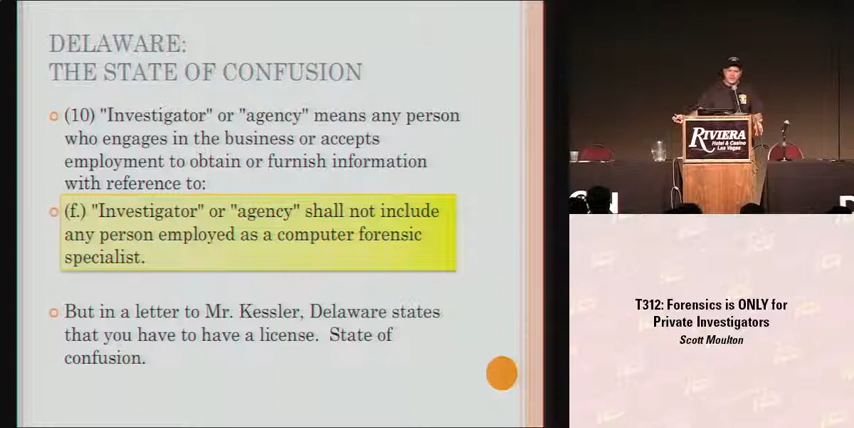 DELAWARE:
THE STATE OF CONFUSION
(10) "Investigator" or "agency" means any person
who engages in the business or accepts
employment to obtain or furnish information
with reference to:
(f.) "Investigator" or "agency" shall not include
any person employed as a computer forensic
specialist.
But in a letter to Mr. Kessler, Delaware states
that you have to have a license. State of
confusion.
RIVIERA
Hotel & Casino
Las Vegas
T312: Forensics is ONLY for
Private Investigators
Scott Moulton